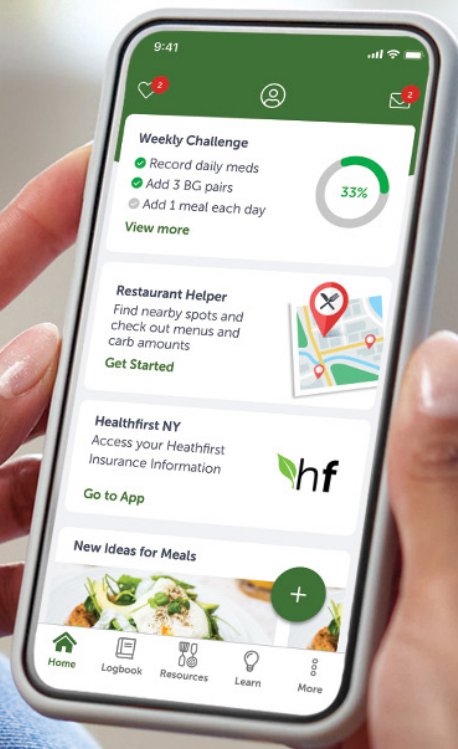 9:41
2
2
Weekly Challenge
Record daily meds
Add 3 BG pairs
Add 1 meal each day
View more
33%
Restaurant Helper
Find nearby spots and
check out menus and
carb amounts
Get Started
Healthfirst NY
Access your Heathfirst
Insurance Information
Go to App
hf
New Ideas for Meals
+
Home
Logbook
Resources
Learn
More